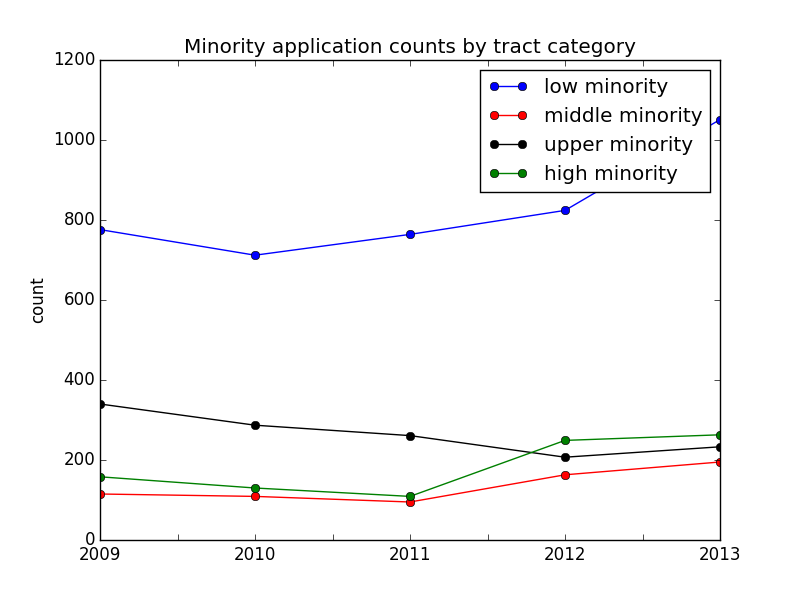 Minority application counts by tract category
1200
1000
800
600
400
200
0
count
low minority
middle minority
upper minority
high minority
2009 2010 2011 2012 2013